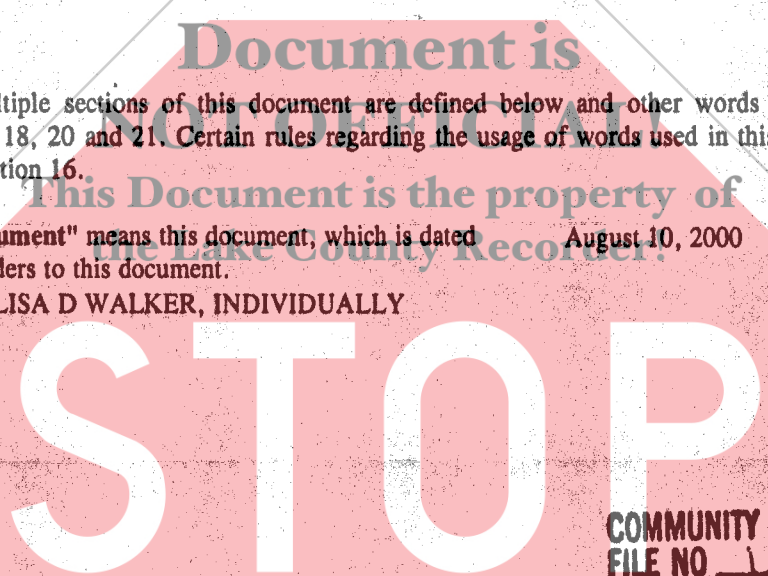 Document is
ltiple sections of this document are defined below and other words
NOT OFFICIAL!
18, 20 and 21. Certain rules regarding the usage of words used in this
tion 16.
This Document is the property of
ument" means this document, which is dated August 10, 2000
the Lake County Recorder!
ders to this document.
LISA D WALKER, INDIVIDUALLY
STOP
COMMUNITY
FILE NO